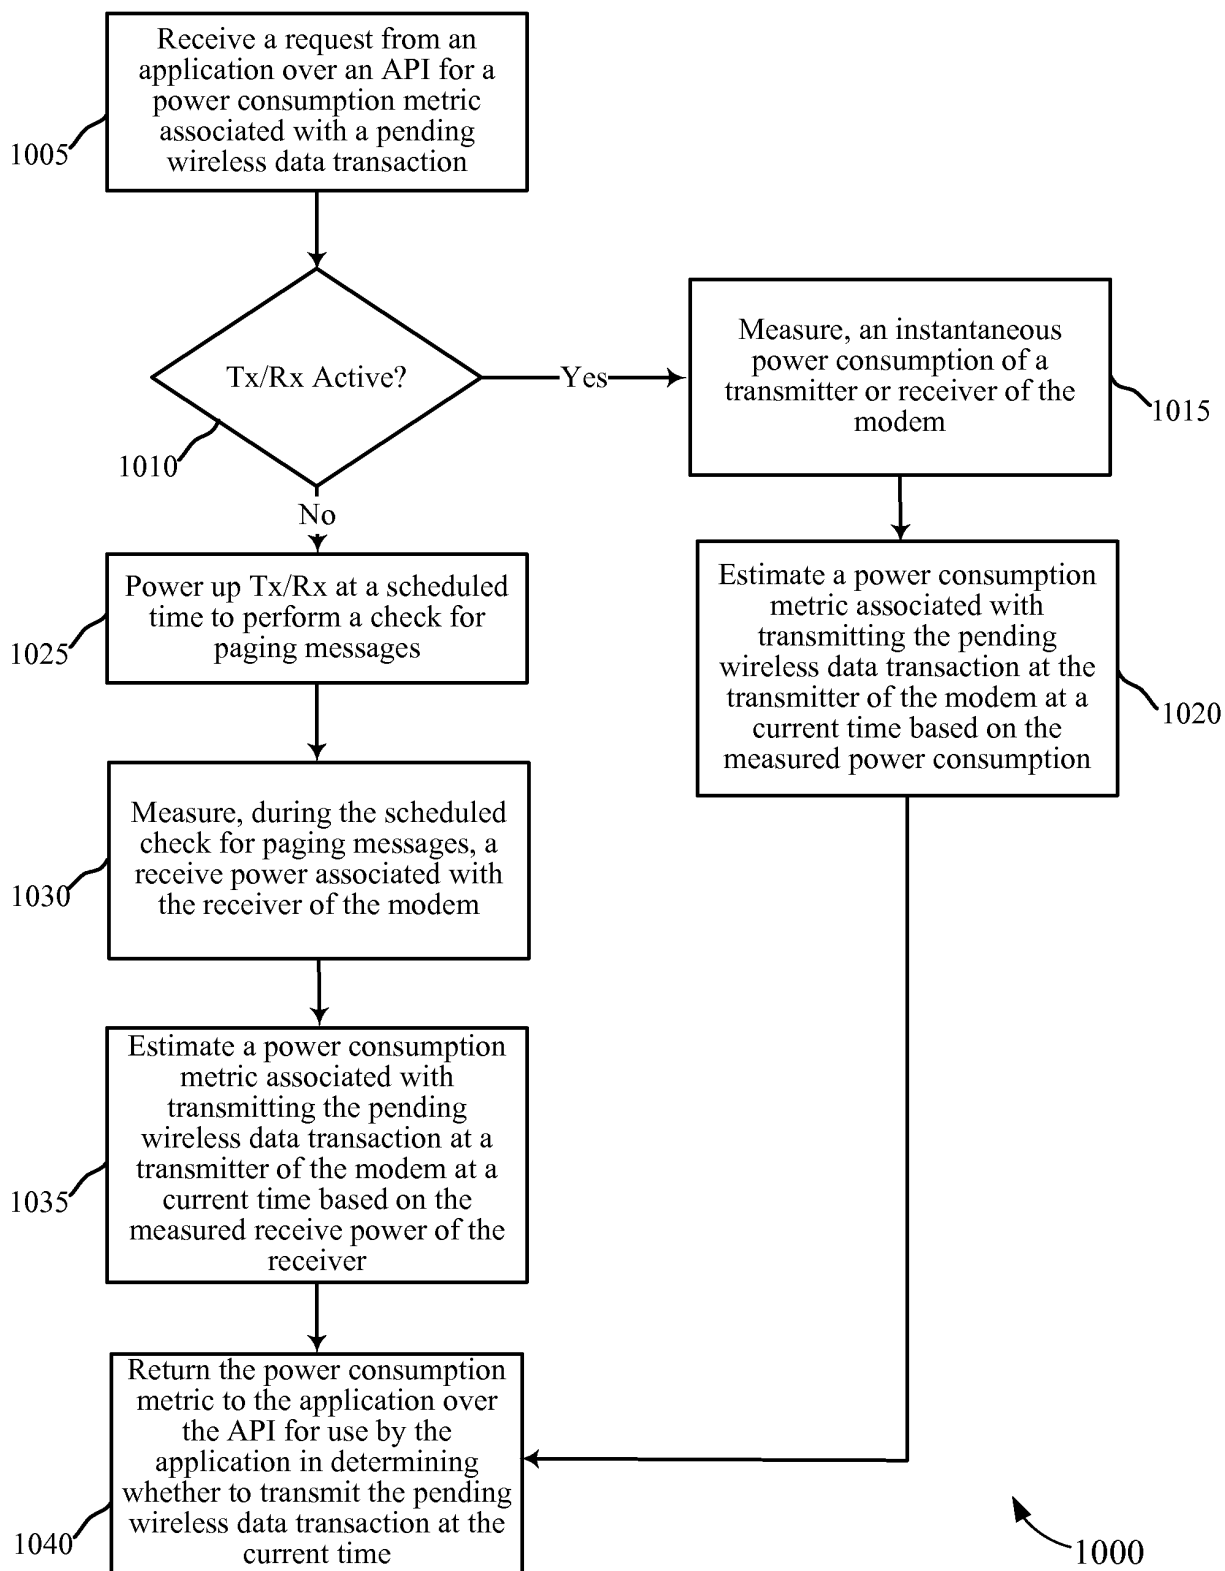 Receive a request from an
application over an API for a
power consumption metric
associated with a pending
wireless data transaction
1005
Tx/Rx Active?
1010
Yes
Measure, an instantaneous
power consumption of a
transmitter or receiver of the
modem
1015
No
Estimate a power consumption
metric associated with
transmitting the pending
wireless data transaction at the
transmitter of the modem at a
current time based on the
measured power consumption
1020
Power up Tx/Rx at a scheduled
time to perform a check for
paging messages
1025
Measure, during the scheduled
check for paging messages, a
receive power associated with
the receiver of the modem
1030
Estimate a power consumption
metric associated with
transmitting the pending
wireless data transaction at a
transmitter of the modem at a
current time based on the
measured receive power of the
receiver
1035
Return the power consumption
metric to the application over
the API for use by the
application in determining
whether to transmit the pending
wireless data transaction at the
current time
1040
1000